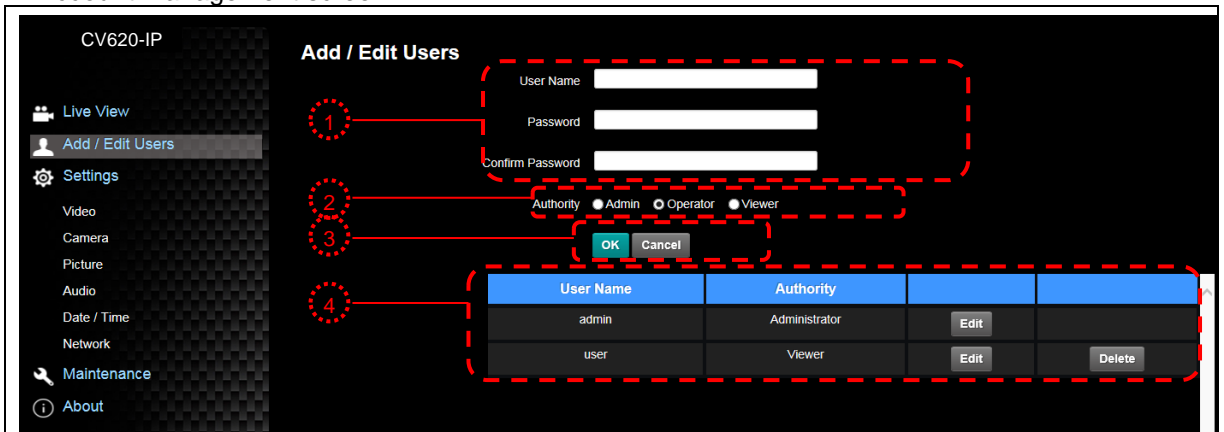 CV620-IP
Live View
Add / Edit Users
Settings
Video
Camera
Picture
Audio
Date / Time
Network
Maintenance
About
Add / Edit Users
1
User Name
Password
Confirm Password
2
Authority Admin Operator Viewer
3
OK Cancel
4
User Name Authority
admin Administrator Edit
user Viewer Edit Delete